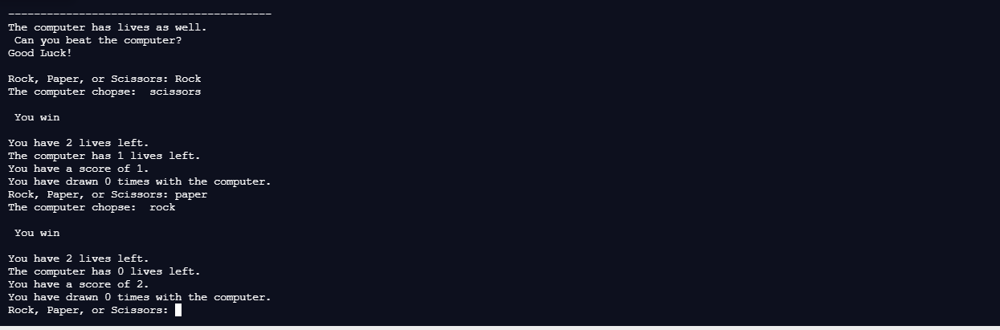 -----------------------------------------
The computer has lives as well.
 Can you beat the computer?
Good Luck!

Rock, Paper, or Scissors: Rock
The computer chopse:  scissors

 You win

You have 2 lives left.
The computer has 1 lives left.
You have a score of 1.
You have drawn 0 times with the computer.
Rock, Paper, or Scissors: paper
The computer chopse:  rock

 You win

You have 2 lives left.
The computer has 0 lives left.
You have a score of 2.
You have drawn 0 times with the computer.
Rock, Paper, or Scissors: